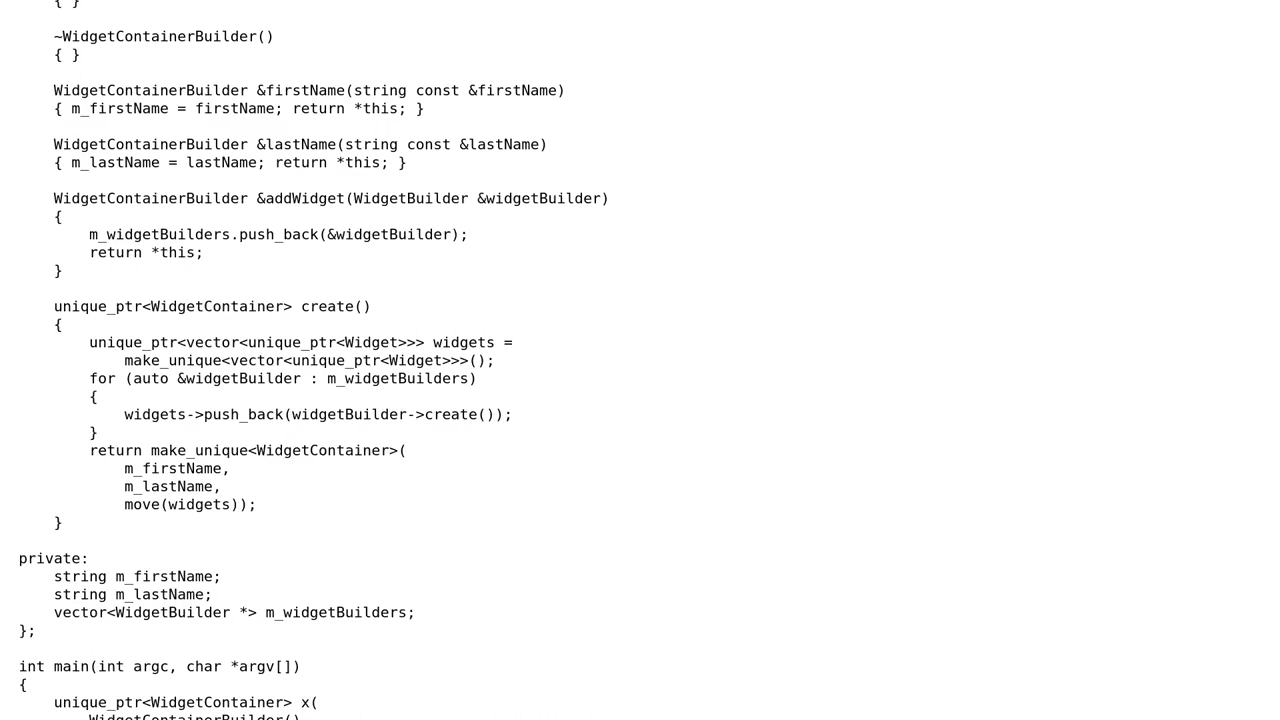 { }
~WidgetContainerBuilder()
{ }
WidgetContainerBuilder &firstName(string const &firstName)
{ m_firstName = firstName; return *this; }
WidgetContainerBuilder &lastName(string const &lastName)
{ m_lastName = lastName; return *this; }
WidgetContainerBuilder &addWidget(WidgetBuilder &widgetBuilder)
{
m_widgetBuilders.push_back(&widgetBuilder);
return *this;
}
unique_ptr<WidgetContainer> create()
{
unique_ptr<vector<unique_ptr<Widget>>> widgets =
make_unique<vector<unique_ptr<Widget>>>();
for (auto &widgetBuilder : m_widgetBuilders)
{
widgets->push_back(widgetBuilder->create());
}
return make_unique<WidgetContainer>(
m_firstName,
m_lastName,
move(widgets));
}
private:
string m_firstName;
string m_lastName;
vector<WidgetBuilder *> m_widgetBuilders;
};
int main(int argc, char *argv[])
{
unique_ptr<WidgetContainer> x(
WidgetContainerBuilder()